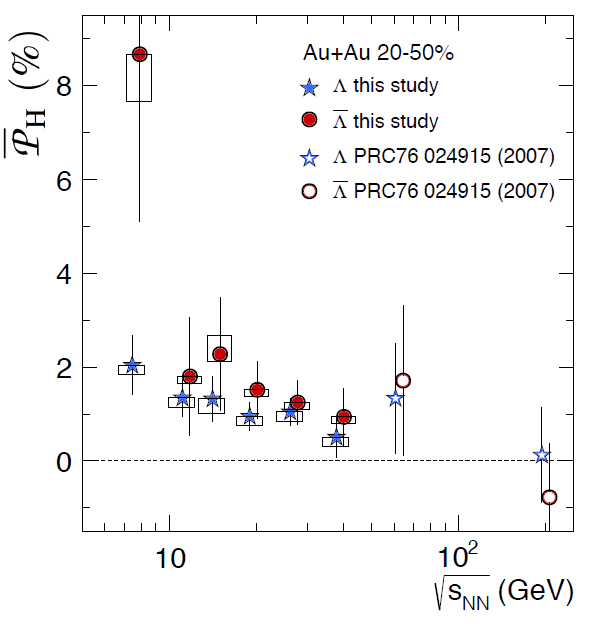 Au+Au 20-50%
Λ this study
Λ̅ this study
Λ PRC76 024915 (2007)
Λ̅ PRC76 024915 (2007)
𝒫̅_H (%)
8
6
4
2
0
10
10²
√s_NN (GeV)